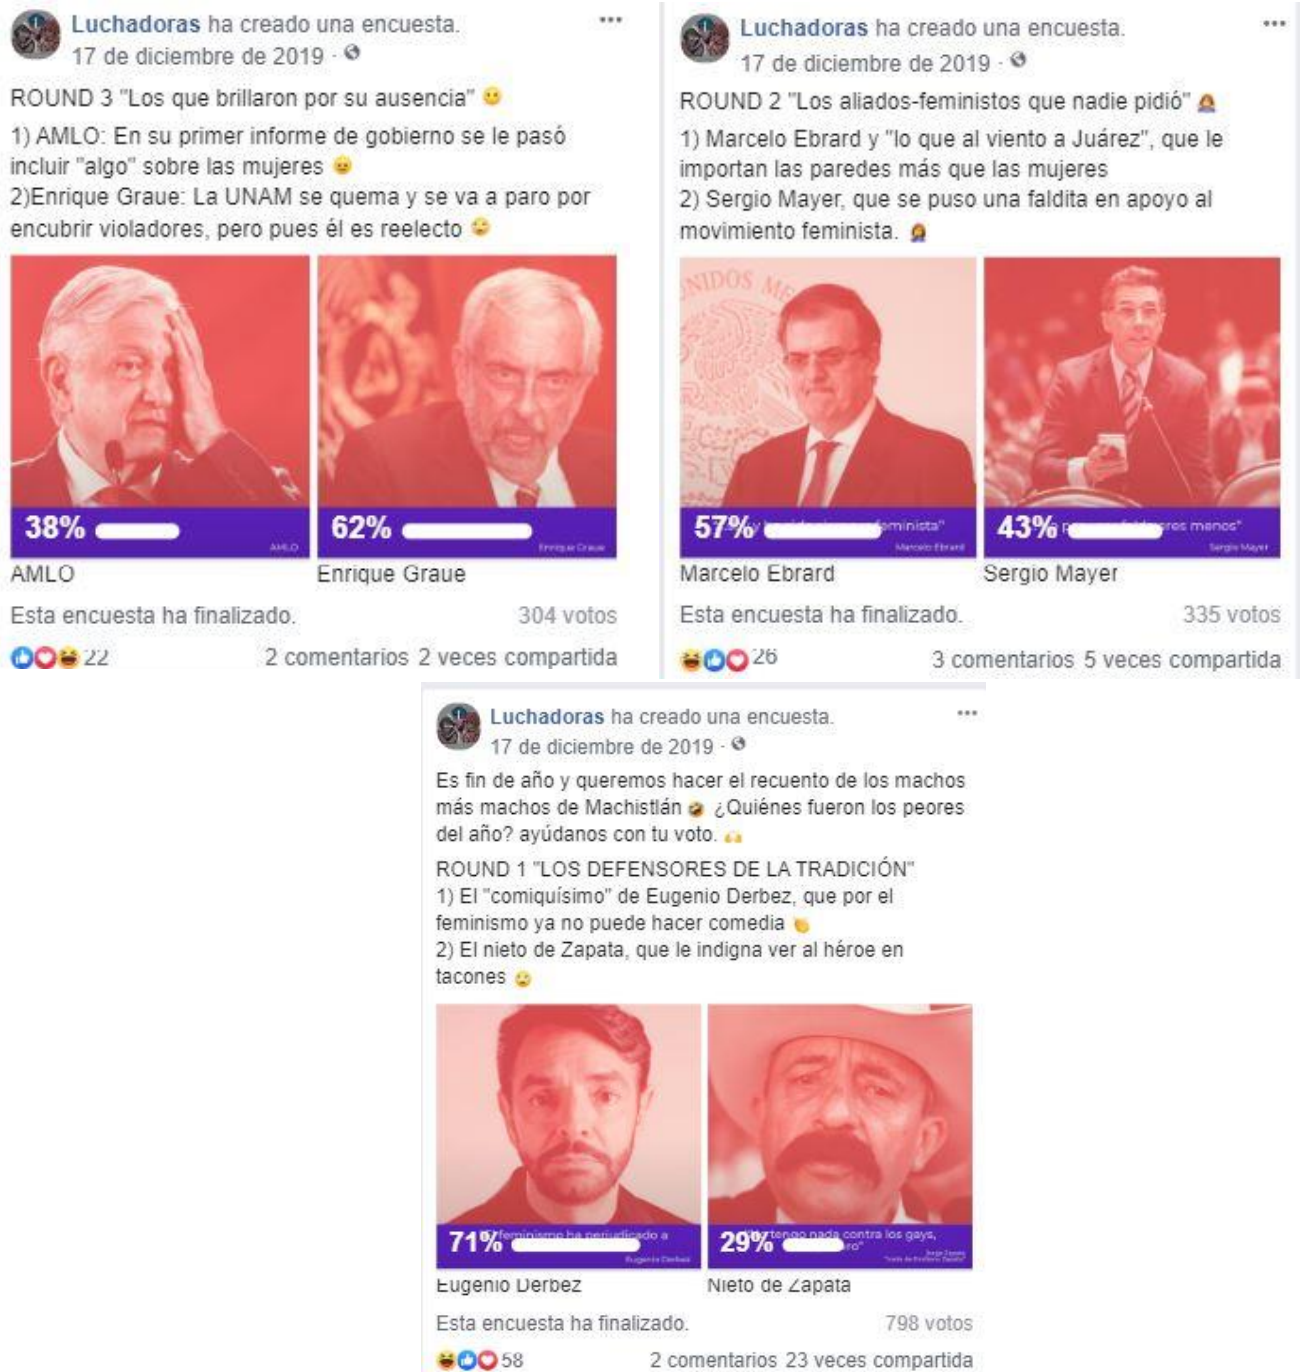 Luchadoras ha creado una encuesta.
17 de diciembre de 2019
ROUND 3 "Los que brillaron por su ausencia"
1) AMLO: En su primer informe de gobierno se le pasó
incluir "algo" sobre las mujeres
2)Enrique Graue: La UNAM se quema y se va a paro por
encubrir violadores, pero pues él es reelecto
38%
AMLO
62%
Enrique Graue
AMLO
Enrique Graue
Esta encuesta ha finalizado.
304 votos
22
2 comentarios 2 veces compartida
Luchadoras ha creado una encuesta.
17 de diciembre de 2019
ROUND 2 "Los aliados-feministos que nadie pidió"
1) Marcelo Ebrard y "lo que al viento a Juárez", que le
importan las paredes más que las mujeres
2) Sergio Mayer, que se puso una faldita en apoyo al
movimiento feminista.
NIDOS ME
57%
feminista"
Marcelo Ebrard
43%
menos"
Sergio Mayer
Marcelo Ebrard
Sergio Mayer
Esta encuesta ha finalizado.
335 votos
26
3 comentarios 5 veces compartida
Luchadoras ha creado una encuesta.
17 de diciembre de 2019
Es fin de año y queremos hacer el recuento de los machos
más machos de Machistlán ¿Quiénes fueron los peores
del año? ayúdanos con tu voto.
ROUND 1 "LOS DEFENSORES DE LA TRADICIÓN"
1) El "comiquísimo" de Eugenio Derbez, que por el
feminismo ya no puede hacer comedia
2) El nieto de Zapata, que le indigna ver al héroe en
tacones
71%
feminismo ha perjudicado a
Eugenio Derbez
29%
tengo nada contra los gays,
Eugenio Derbez
Nieto de Zapata
Esta encuesta ha finalizado.
798 votos
58
2 comentarios 23 veces compartida